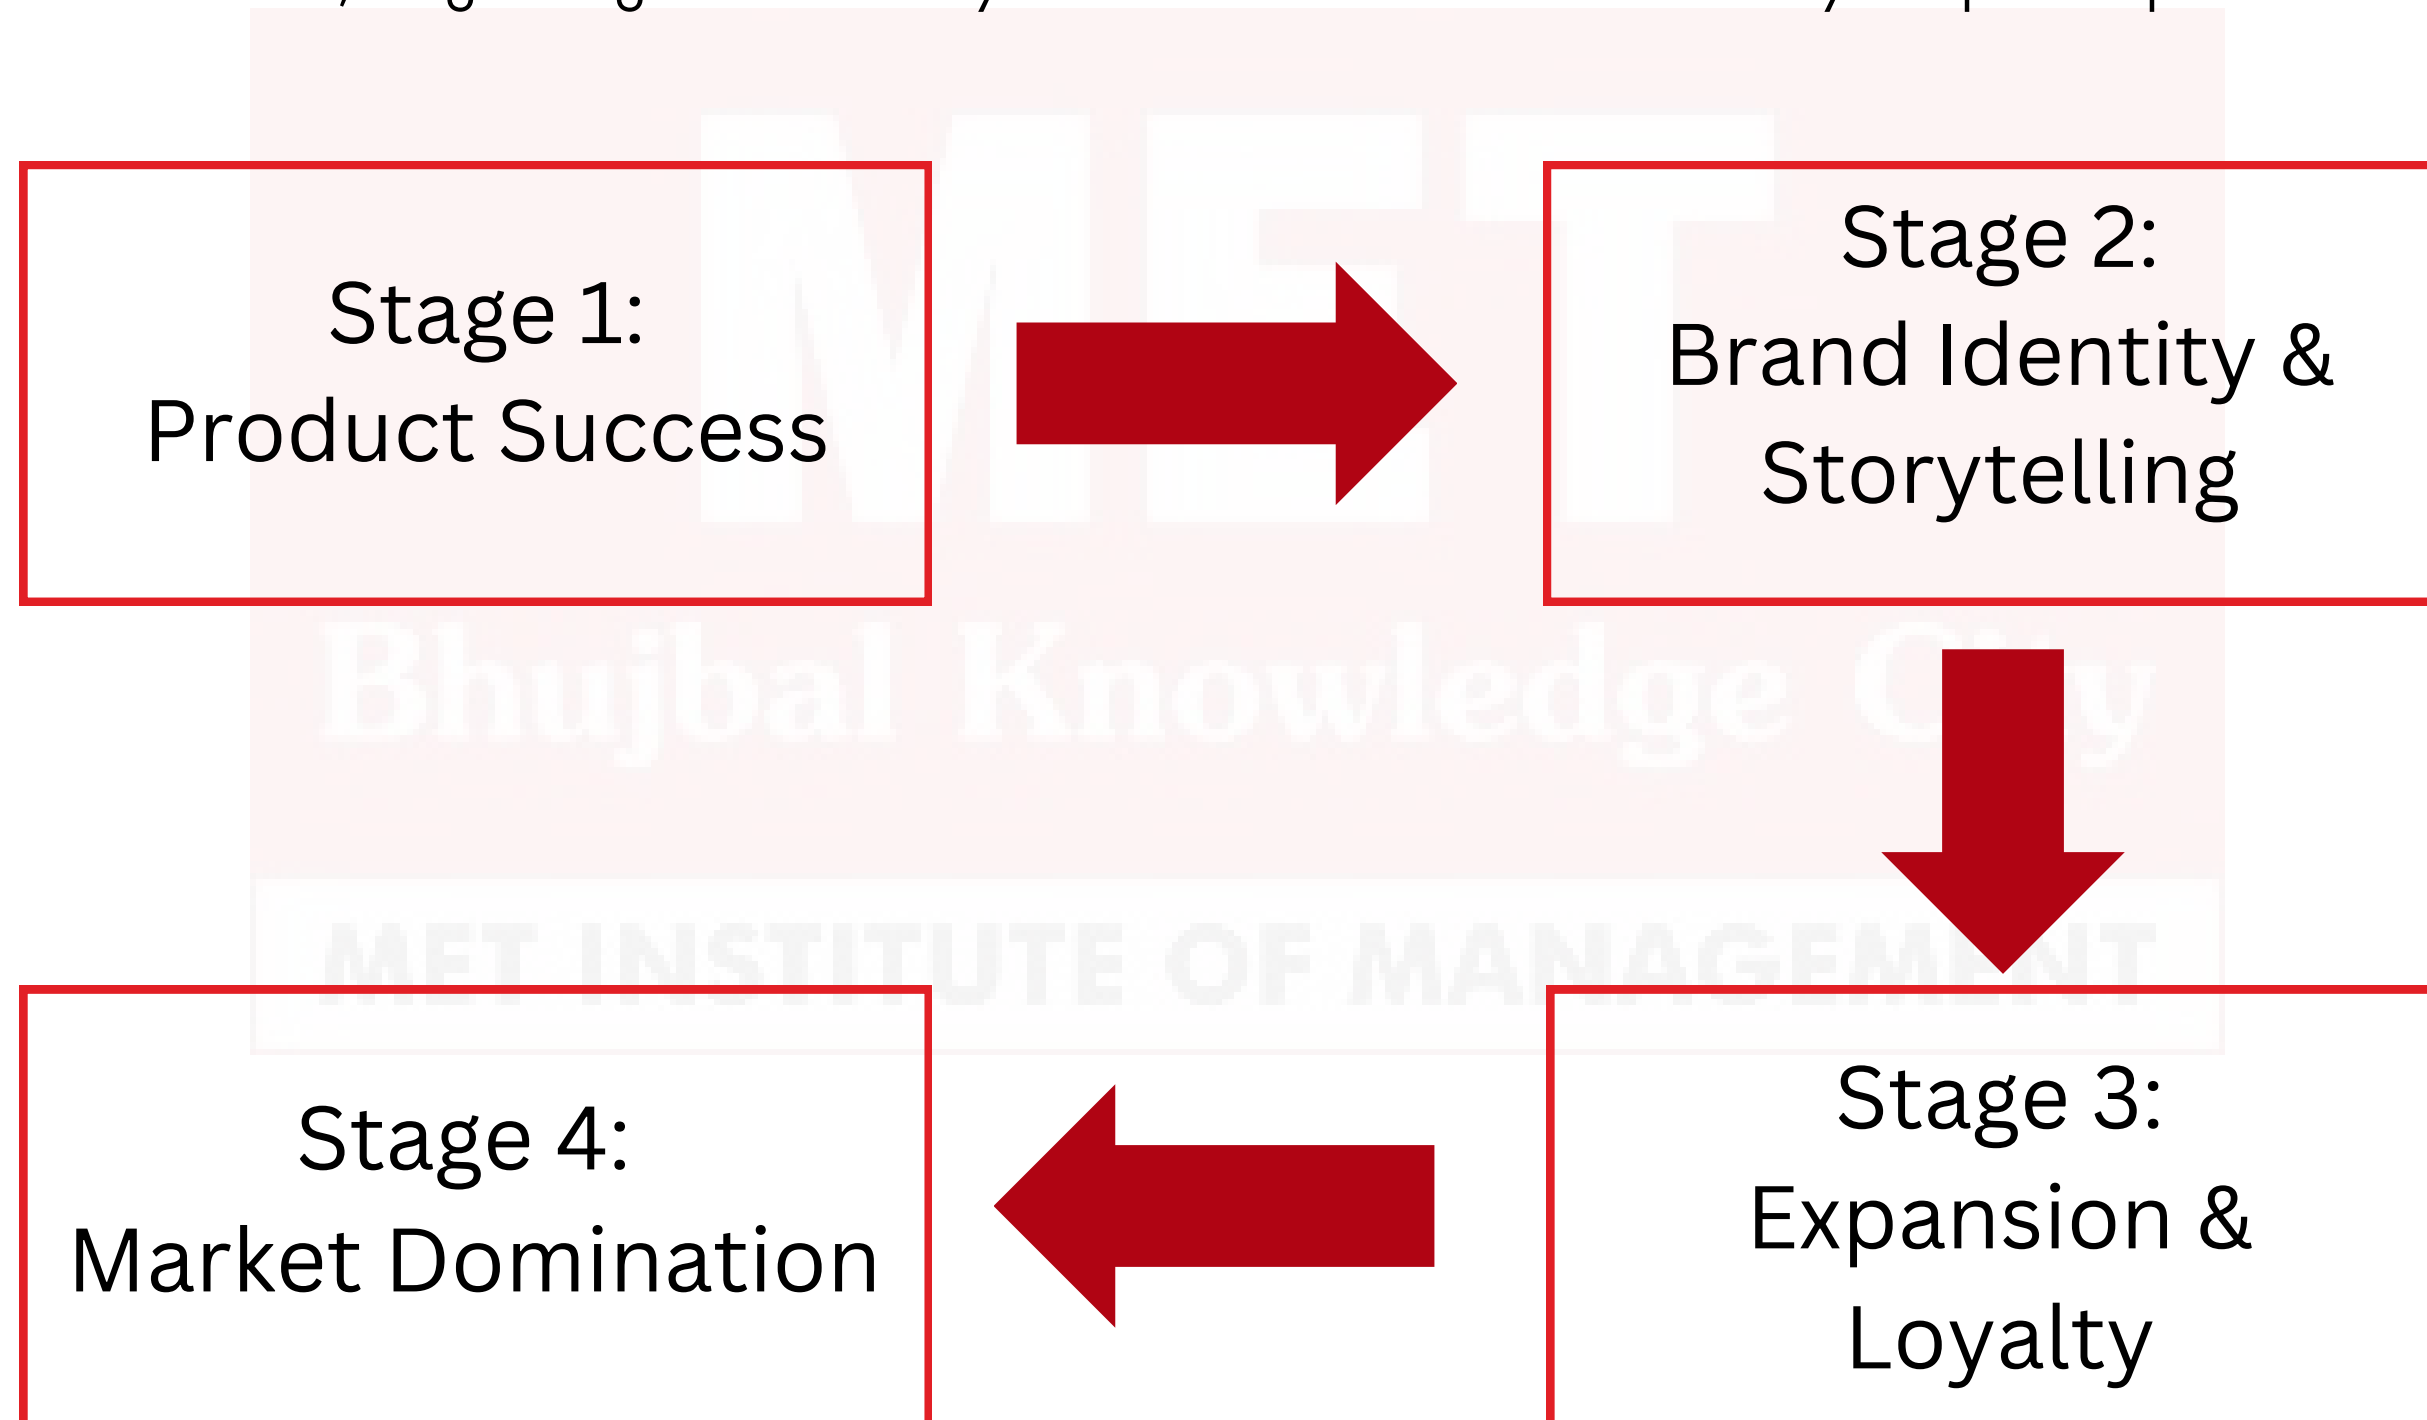 Stage 1:
Product Success
Stage 2:
Brand Identity &
Storytelling
Stage 3:
Expansion &
Loyalty
Stage 4:
Market Domination
MET
Bhujbal Knowledge City
MET INSTITUTE OF MANAGEMENT